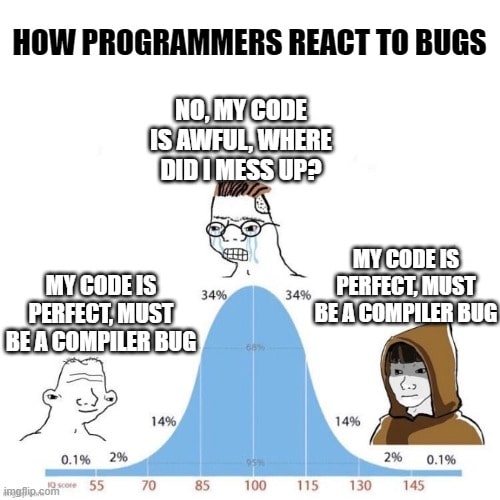 HOW PROGRAMMERS REACT TO BUGS
NO, MY CODE
IS AWFUL, WHERE
DID I MESS UP?
MY CODE IS
PERFECT, MUST
BE A COMPILER BUG
MY CODE IS
PERFECT, MUST
BE A COMPILER BUG
34% 34%
68%
14% 14%
95%
0.1% 2% 2% 0.1%
IQ score 55 70 85 100 115 130 145
imgflip.com